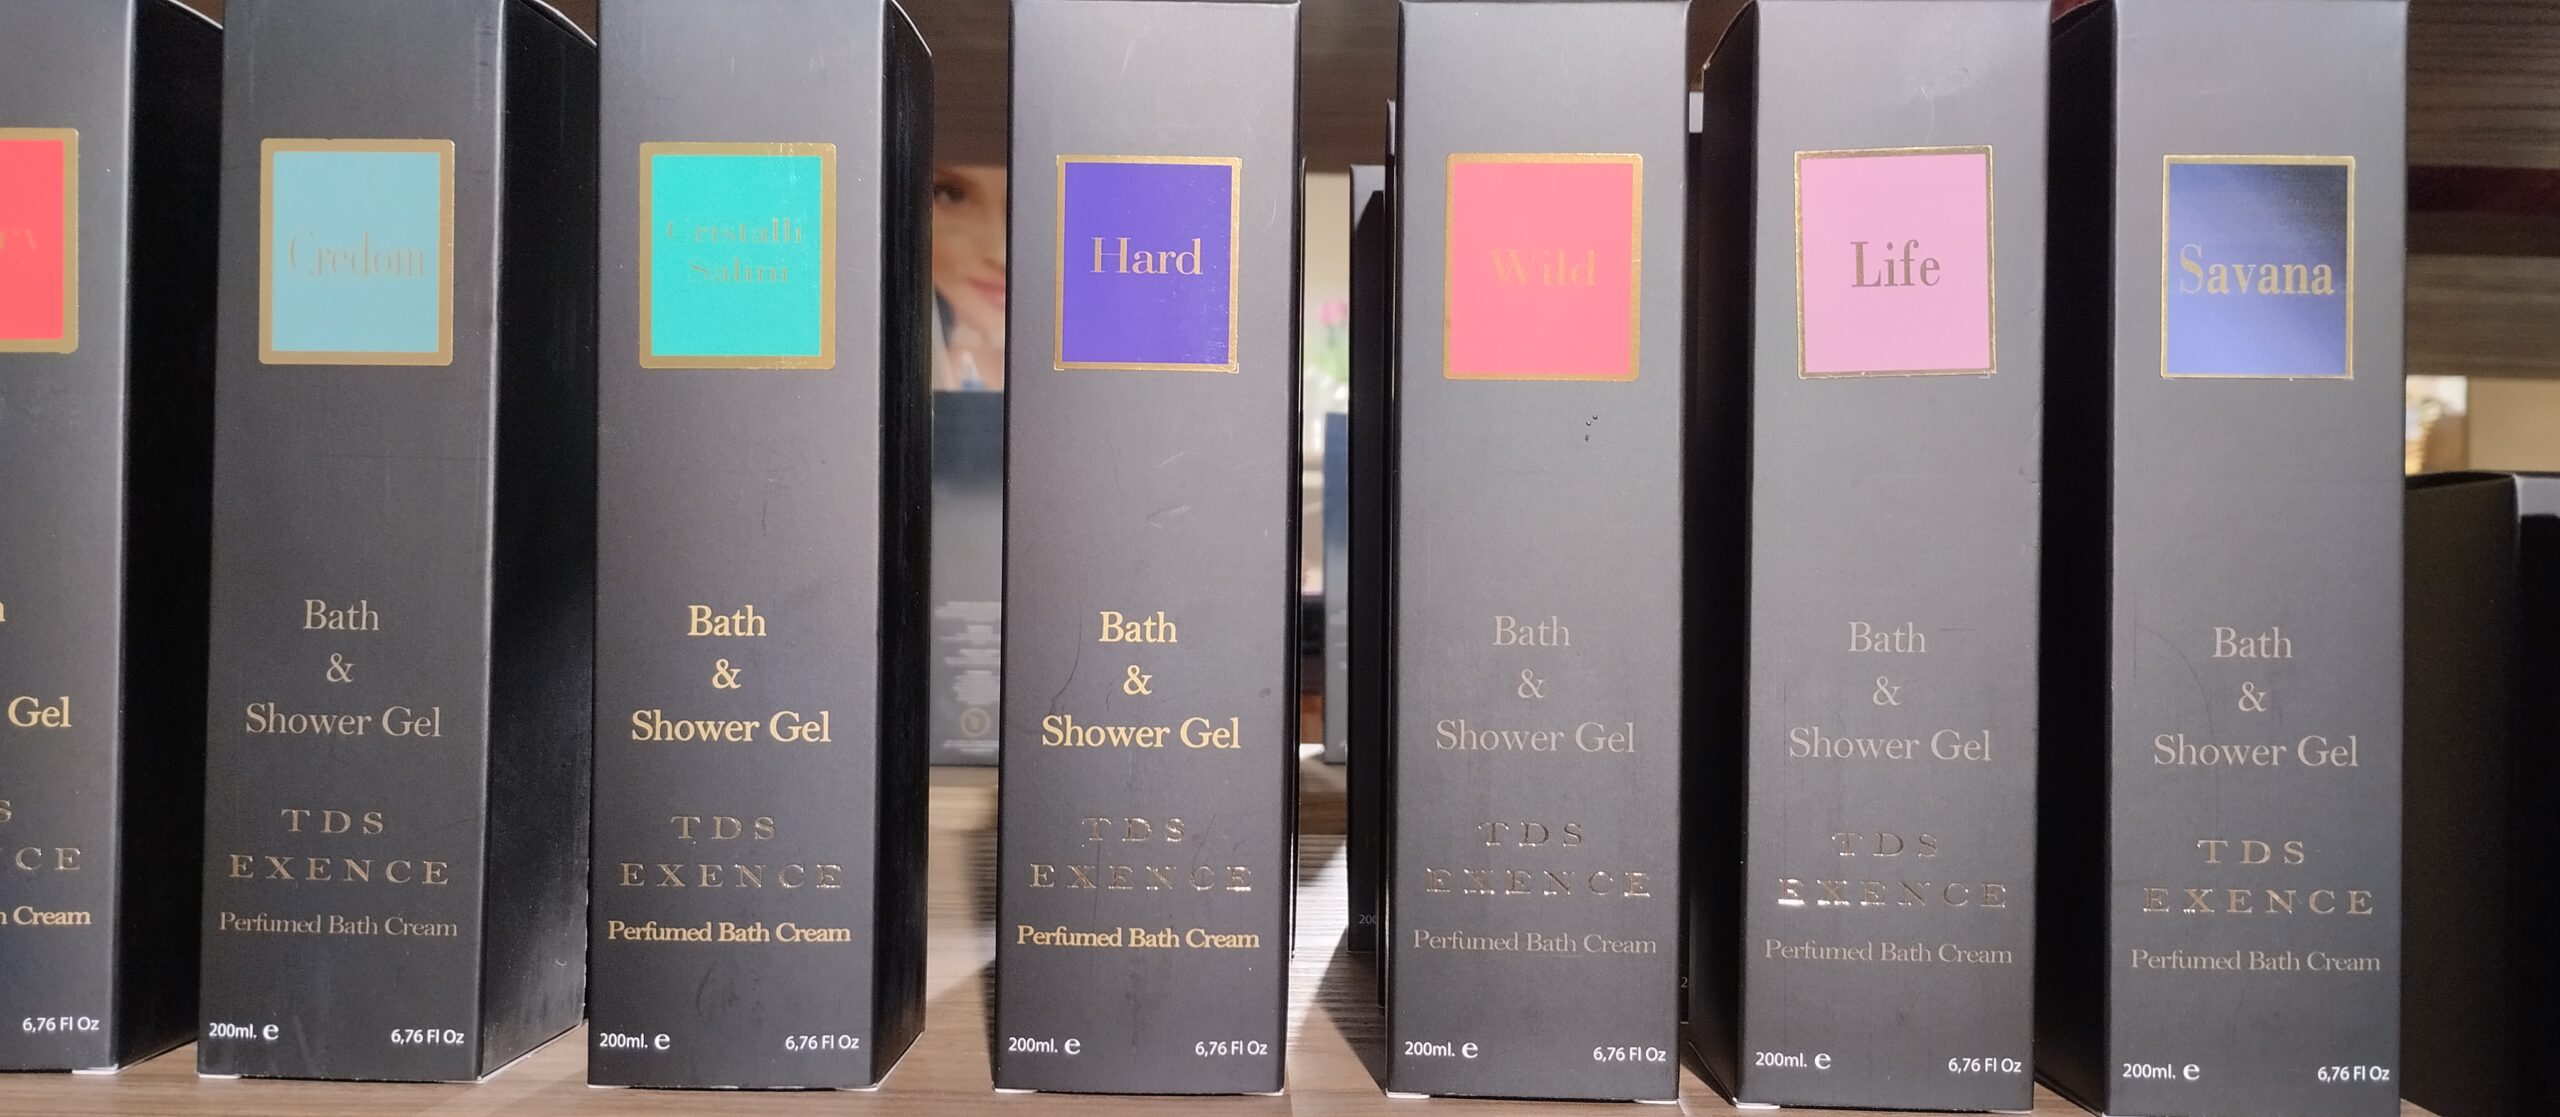 Gel
CE
Cream
6,76 Fl Oz
Credom
Bath
&
Shower Gel
TDS
EXENCE
Perfumed Bath Cream
200ml. e
6,76 Fl Oz
Cristalli
Salini
Bath
&
Shower Gel
TDS
EXENCE
Perfumed Bath Cream
200ml. e
6,76 Fl Oz
Hard
Bath
&
Shower Gel
TDS
EXENCE
Perfumed Bath Cream
200ml. e
6,76 Fl Oz
Wild
Bath
&
Shower Gel
TDS
EXENCE
Perfumed Bath Cream
200ml. e
6,76 Fl Oz
Life
Bath
&
Shower Gel
TDS
EXENCE
Perfumed Bath Cream
200ml. e
6,76 Fl Oz
Savana
Bath
&
Shower Gel
TDS
EXENCE
Perfumed Bath Cream
200ml. e
6,76 Fl Oz